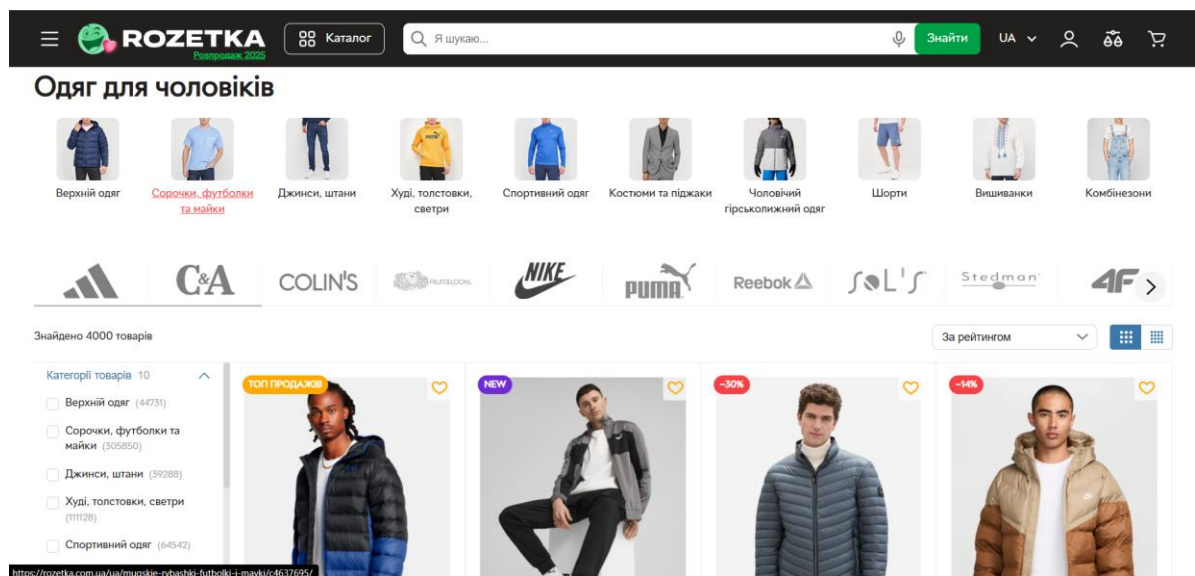 ROZETKA
Розпродаж 2025
Каталог
Я шукаю...
Знайти
UA
Одяг для чоловіків
Верхній одяг
Сорочки, футболки
та майки
Джинси, штани
Худі, толстовки,
светри
Спортивний одяг
Костюми та піджаки
Чоловічий
гірськолижний одяг
Шорти
Вишиванки
Комбінезони
C&A
COLIN'S
NIKE
PUMA
Reebok
SOL'S
Stedman
4F
Знайдено 4000 товарів
За рейтингом
Категорії товарів 10
Верхній одяг (44731)
Сорочки, футболки та
майки (305850)
Джинси, штани (39288)
Худі, толстовки, светри
(111128)
Спортивний одяг (64542)
ТОП ПРОДАЖІВ
NEW
-30%
-14%
https://rozetka.com.ua/ua/mugskie-rybashki-futbolki-i-mayki/c4637695/